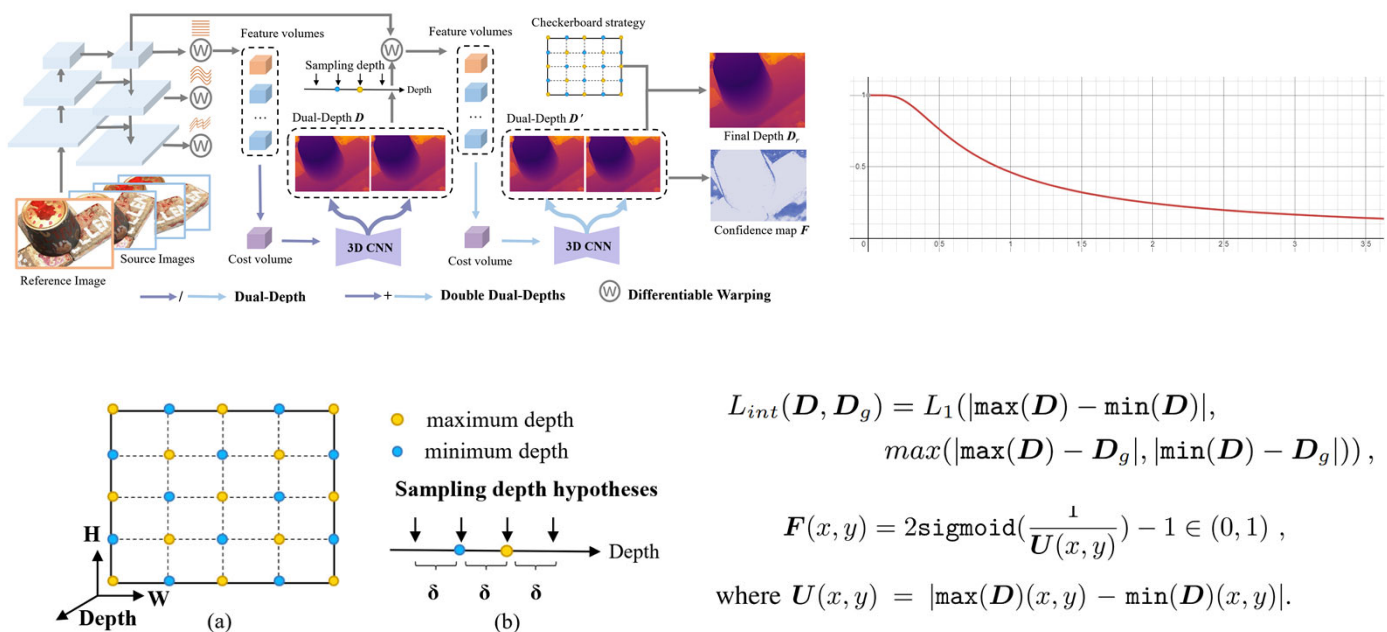 Feature volumes
Feature volumes
Checkerboard strategy
W
W
W
W
Sampling depth
Depth
...
...
Dual-Depth D
Dual-Depth D′
Final Depth Dr
Confidence map F
3D CNN
3D CNN
Cost volume
Cost volume
Source Images
Reference Image
/ Dual-Depth
+ Double Dual-Depths
W Differentiable Warping
1
0.5
0
0.5
1
1.5
2
2.5
3
3.5
maximum depth
minimum depth
Sampling depth hypotheses
Depth
δ δ δ
H
W
Depth
(a)
(b)
L_int(D, D_g) = L_1(|max(D) − min(D)|,
max(|max(D) − D_g|, |min(D) − D_g|)) ,
F(x, y) = 2sigmoid(1/U(x, y)) − 1 ∈ (0, 1) ,
where U(x, y) = |max(D)(x, y) − min(D)(x, y)|.